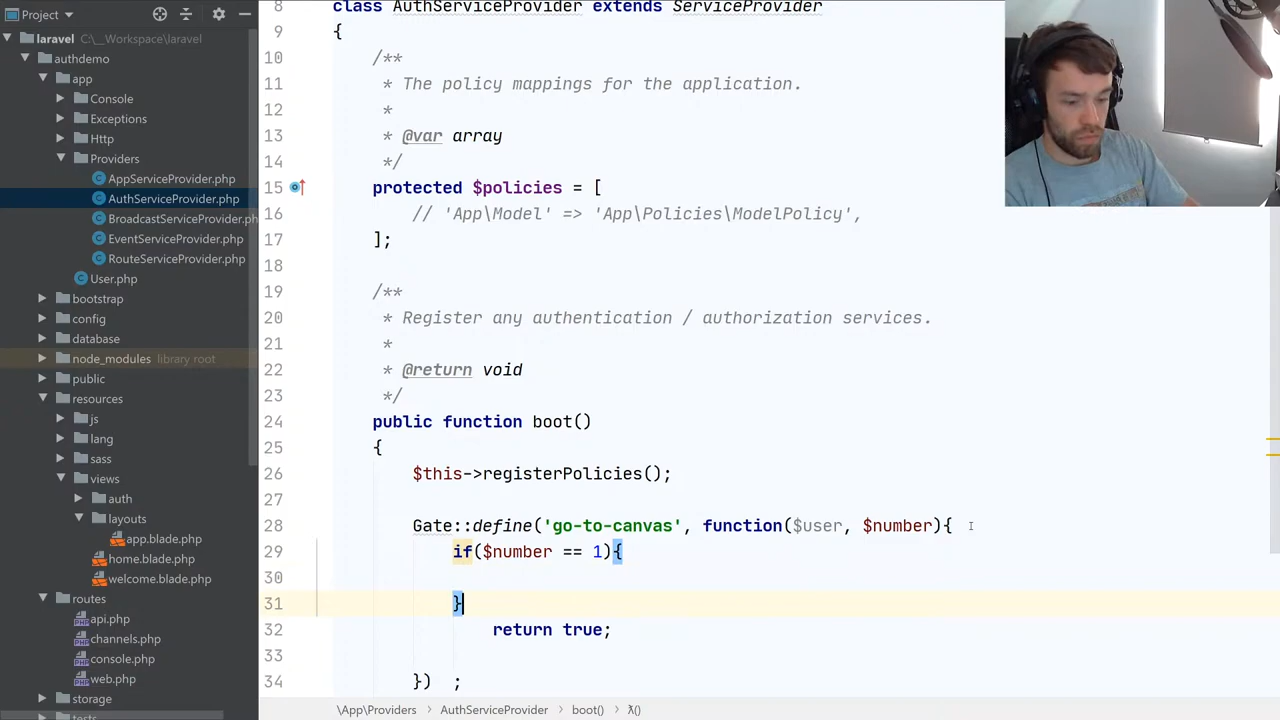 Project
laravel C:\__Workspace\laravel
authdemo
app
Console
Exceptions
Http
Providers
AppServiceProvider.php
AuthServiceProvider.php
BroadcastServiceProvider.ph
EventServiceProvider.php
RouteServiceProvider.php
User.php
bootstrap
config
database
node_modules library root
public
resources
js
lang
sass
views
auth
layouts
app.blade.php
home.blade.php
welcome.blade.php
routes
api.php
channels.php
console.php
web.php
storage
tests
8 class AuthServiceProvider extends ServiceProvider
9 {
10 /**
11 * The policy mappings for the application.
12 *
13 * @var array
14 */
15 protected $policies = [
16 // 'App\Model' => 'App\Policies\ModelPolicy',
17 ];
18
19 /**
20 * Register any authentication / authorization services.
21 *
22 * @return void
23 */
24 public function boot()
25 {
26 $this->registerPolicies();
27
28 Gate::define('go-to-canvas', function($user, $number){
29 if($number == 1){
30
31 }
32 return true;
33
34 }) ;
\App\Providers AuthServiceProvider boot() λ()